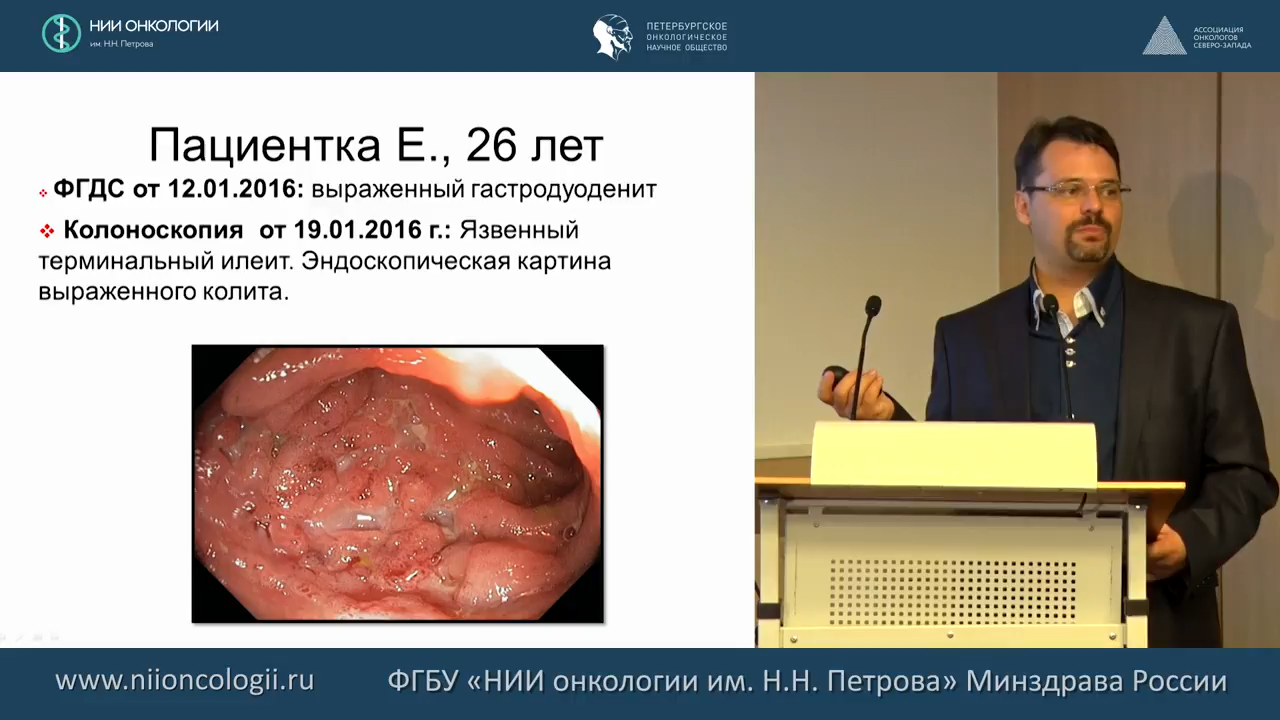 НИИ ОНКОЛОГИИ
им. Н.Н. Петрова
ПЕТЕРБУРГСКОЕ
ОНКОЛОГИЧЕСКОЕ
НАУЧНОЕ ОБЩЕСТВО
АССОЦИАЦИЯ
ОНКОЛОГОВ
СЕВЕРО-ЗАПАДА
Пациентка Е., 26 лет
ФГДС от 12.01.2016: выраженный гастродуоденит
Колоноскопия от 19.01.2016 г.: Язвенный
терминальный илеит. Эндоскопическая картина
выраженного колита.
www.niioncologii.ru
ФГБУ «НИИ онкологии им. Н.Н. Петрова» Минздрава России